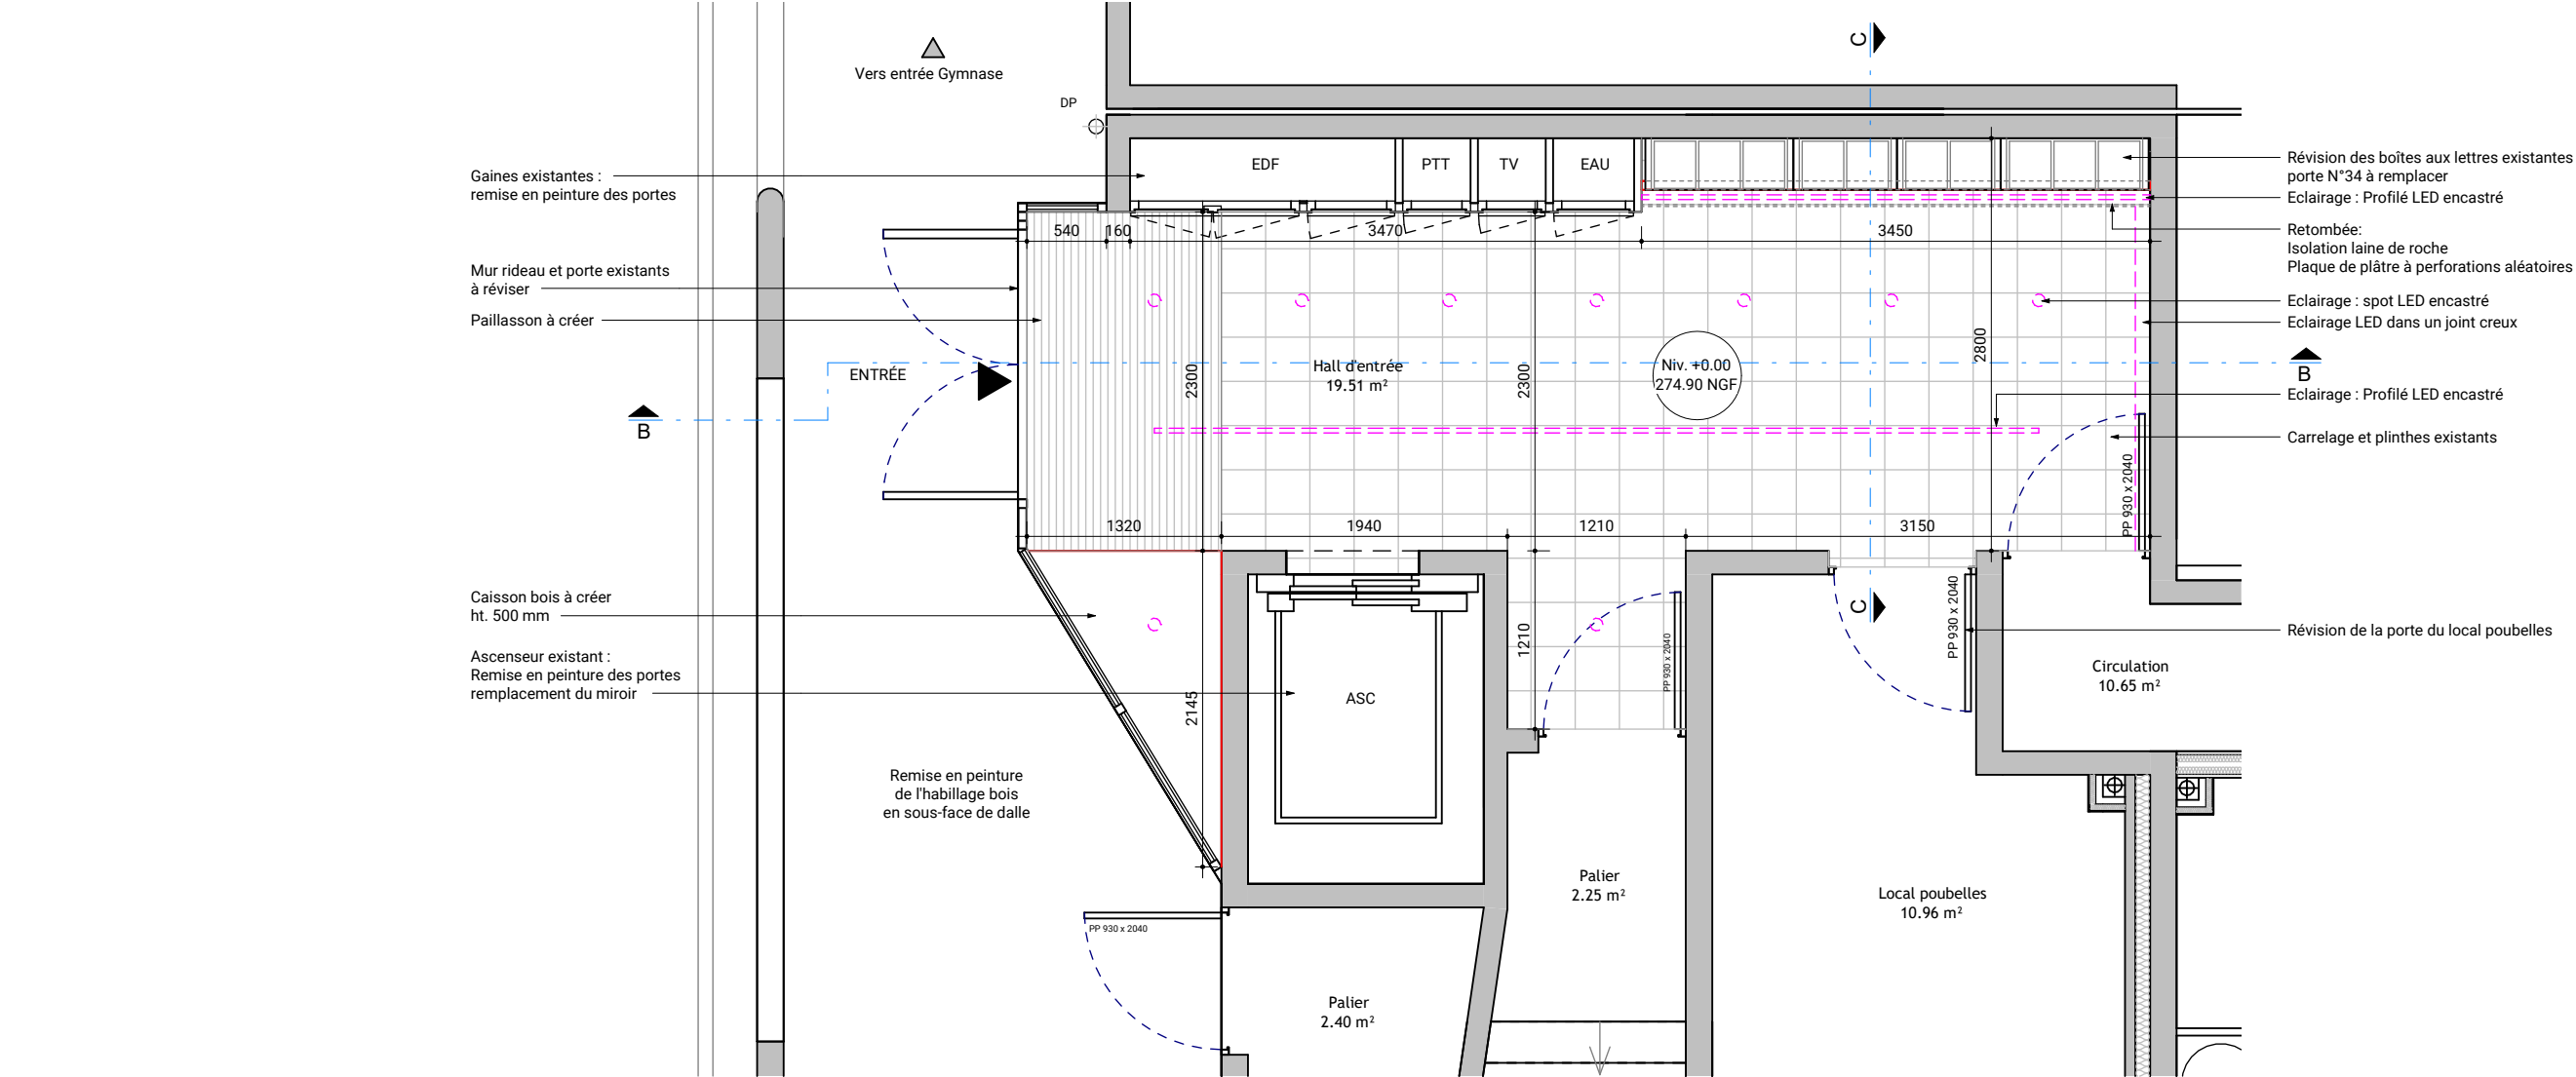 Vers entrée Gymnase
DP
C
EDF
PTT
TV
EAU
Gaines existantes :
remise en peinture des portes
Révision des boîtes aux lettres existantes
porte N°34 à remplacer
Eclairage : Profilé LED encastré
540
160
3470
3450
Retombée:
Isolation laine de roche
Plaque de plâtre à perforations aléatoires
Mur rideau et porte existants
à réviser
Paillasson à créer
Eclairage : spot LED encastré
Eclairage LED dans un joint creux
ENTRÉE
2300
Hall d'entrée
19.51 m²
2300
Niv. +0.00
274.90 NGF
2800
B
B
Eclairage : Profilé LED encastré
Carrelage et plinthes existants
PP 930 x 2040
1320
1940
1210
3150
Caisson bois à créer
ht. 500 mm
C
PP 930 x 2040
1210
PP 930 x 2040
Révision de la porte du local poubelles
Ascenseur existant :
Remise en peinture des portes
remplacement du miroir
2145
ASC
Circulation
10.65 m²
Remise en peinture
de l'habillage bois
en sous-face de dalle
Palier
2.25 m²
Local poubelles
10.96 m²
PP 930 x 2040
Palier
2.40 m²